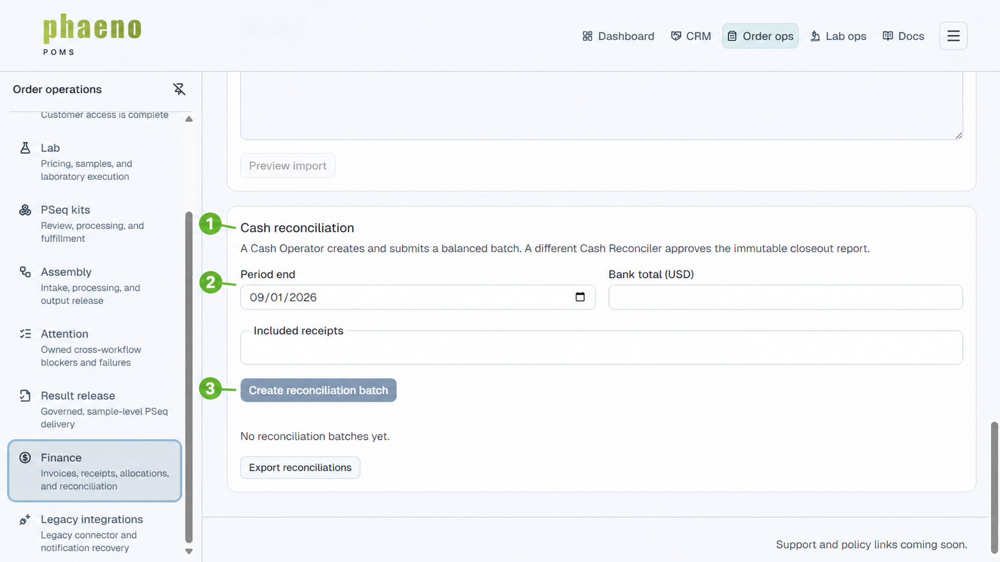 phaeno
POMS
Dashboard
CRM
Order ops
Lab ops
Docs
Order operations
Customer access is complete
Lab
Pricing, samples, and
laboratory execution
PSeq kits
Review, processing, and
fulfillment
Assembly
Intake, processing, and
output release
Attention
Owned cross-workflow
blockers and failures
Result release
Governed, sample-level PSeq
delivery
Finance
Invoices, receipts, allocations,
and reconciliation
Legacy integrations
Legacy connector and
notification recovery
Preview import
1
Cash reconciliation
A Cash Operator creates and submits a balanced batch. A different Cash Reconciler approves the immutable closeout report.
2
Period end
09/01/2026
Bank total (USD)
Included receipts
3
Create reconciliation batch
No reconciliation batches yet.
Export reconciliations
Support and policy links coming soon.